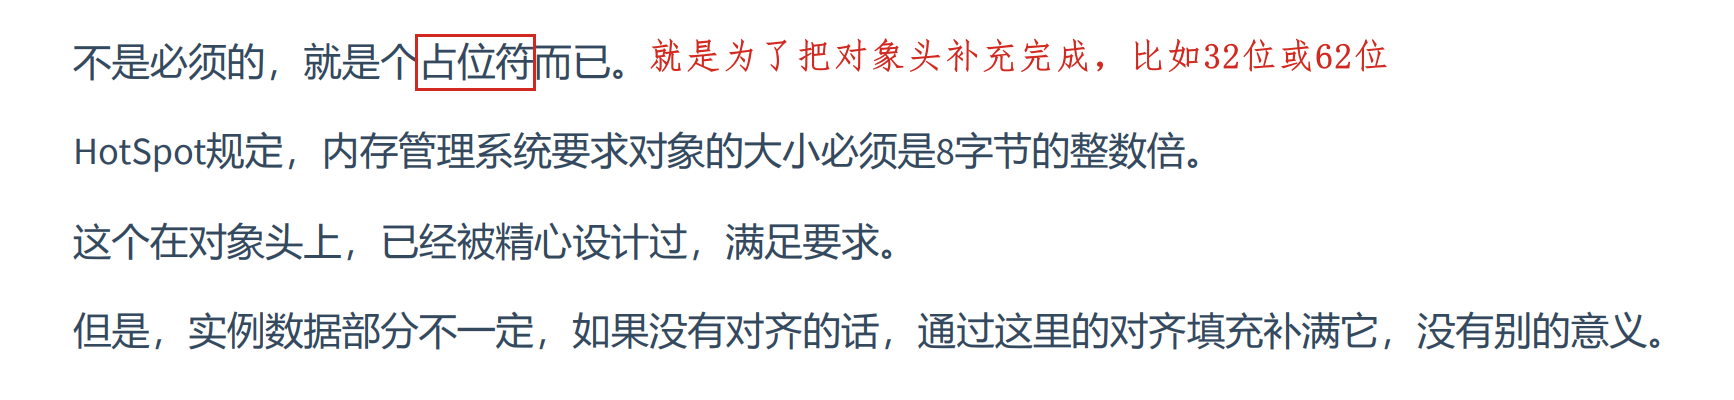 不是必须的，就是个占位符而已。就是为了把对象头补充完成，比如32位或62位
HotSpot规定，内存管理系统要求对象的大小必须是8字节的整数倍。
这个在对象头上，已经被精心设计过，满足要求。
但是，实例数据部分不一定，如果没有对齐的话，通过这里的对齐填充补满它，没有别的意义。